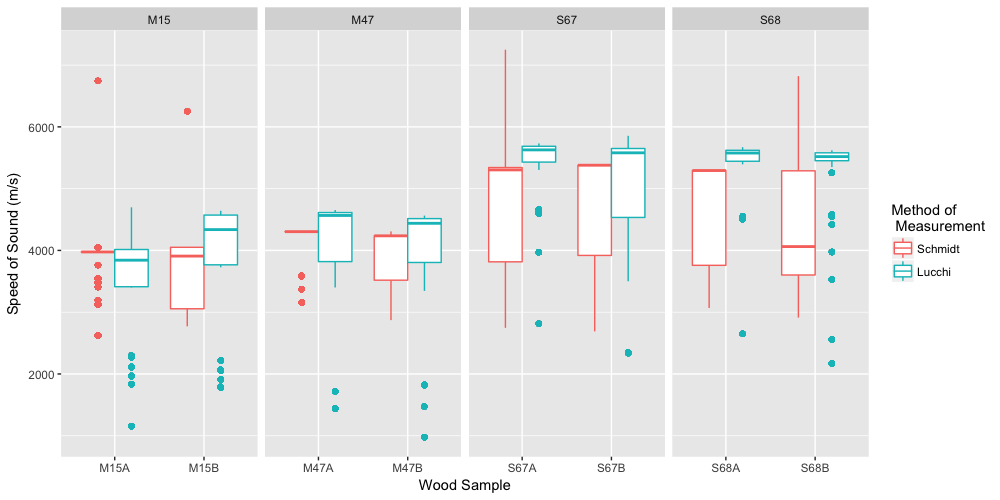 M15 M47 S67 S68
6000
4000
2000
Speed of Sound (m/s)
M15A M15B M47A M47B S67A S67B S68A S68B
Wood Sample
Method of
Measurement
Schmidt
Lucchi